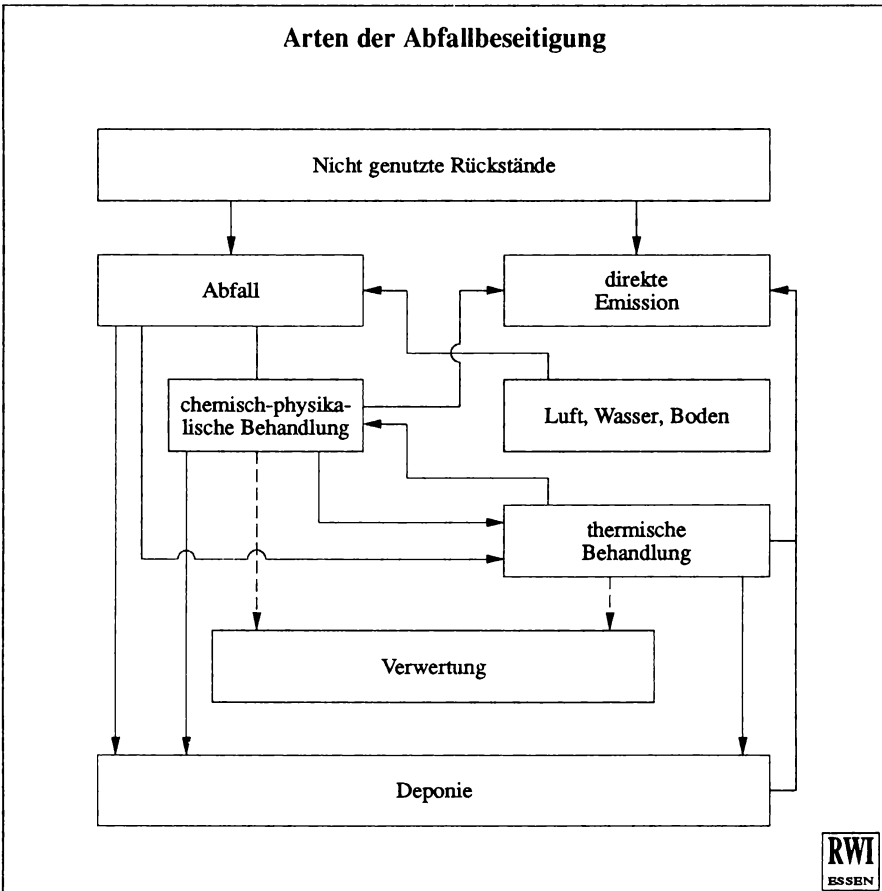 Arten der Abfallbeseitigung
Nicht genutzte Rückstände
Abfall
direkte
Emission
chemisch-physika-
lische Behandlung
Luft, Wasser, Boden
thermische
Behandlung
Verwertung
Deponie
RWI
ESSEN